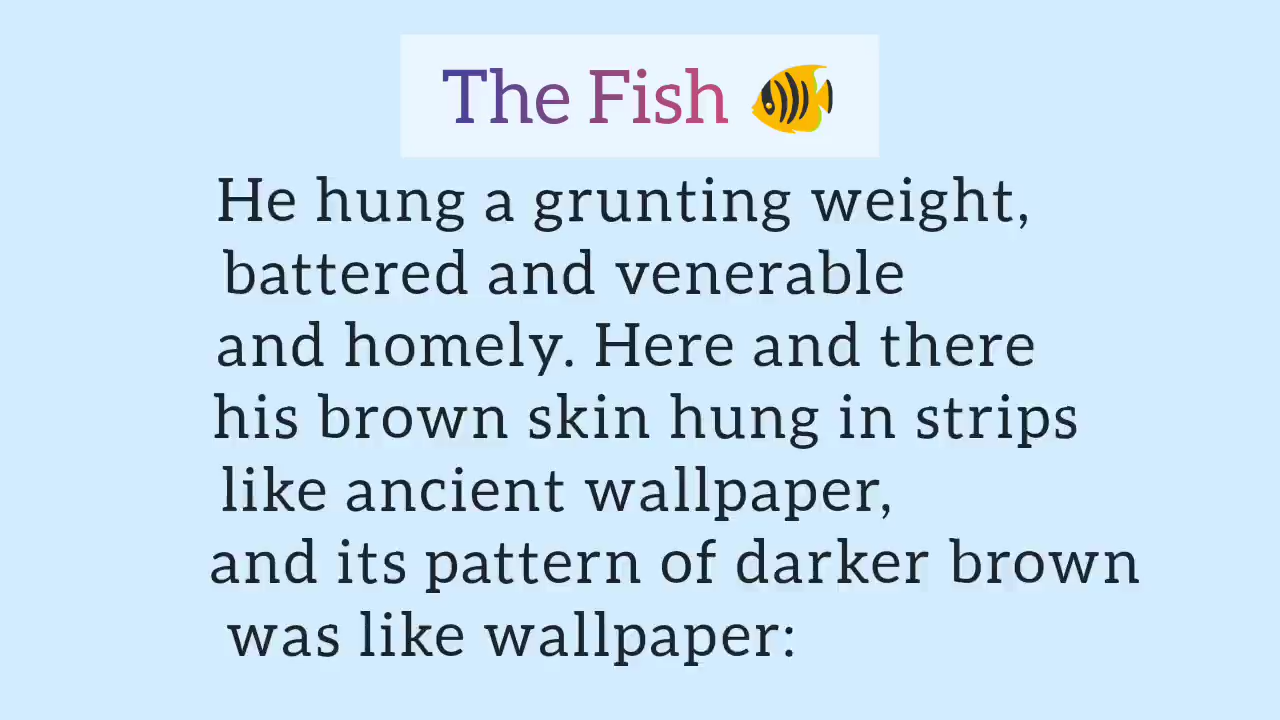 The Fish 🐠
He hung a grunting weight,
battered and venerable
and homely. Here and there
his brown skin hung in strips
like ancient wallpaper,
and its pattern of darker brown
was like wallpaper: